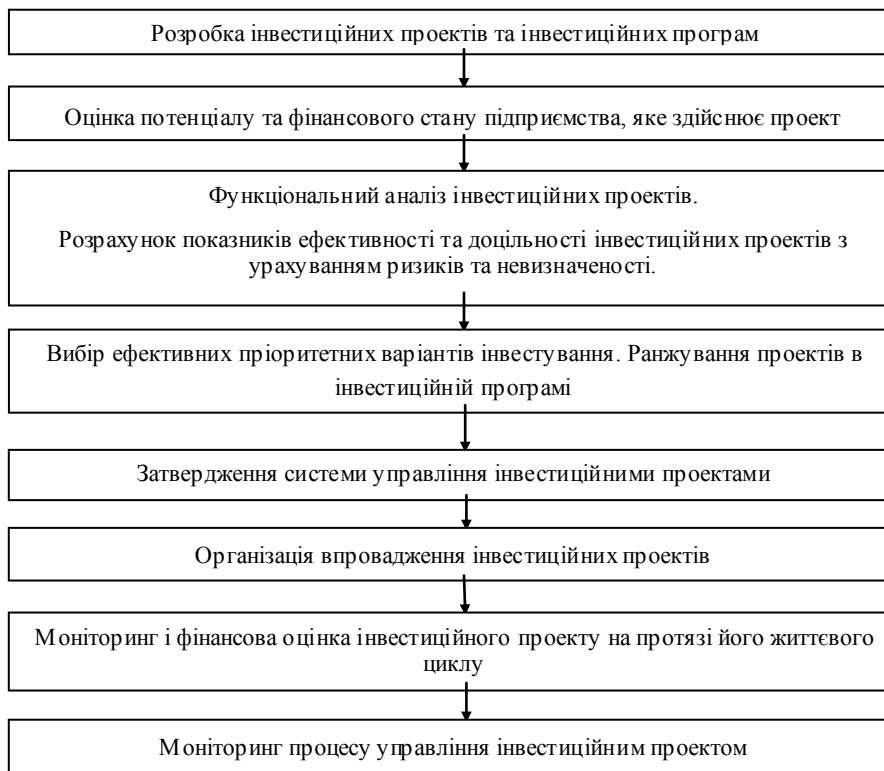 Розробка інвестиційних проектів та інвестиційних програм
Оцінка потенціалу та фінансового стану підприємства, яке здійснює проект
Функціональний аналіз інвестиційних проектів.
Розрахунок показників ефективності та доцільності інвестиційних проектів з
урахуванням ризиків та невизначеності.
Вибір ефективних пріоритетних варіантів інвестування. Ранжування проектів в
інвестиційній програмі
Затвердження системи управління інвестиційними проектами
Організація впровадження інвестиційних проектів
Моніторинг і фінансова оцінка інвестиційного проекту на протязі його життєвого
циклу
Моніторинг процесу управління інвестиційним проектом